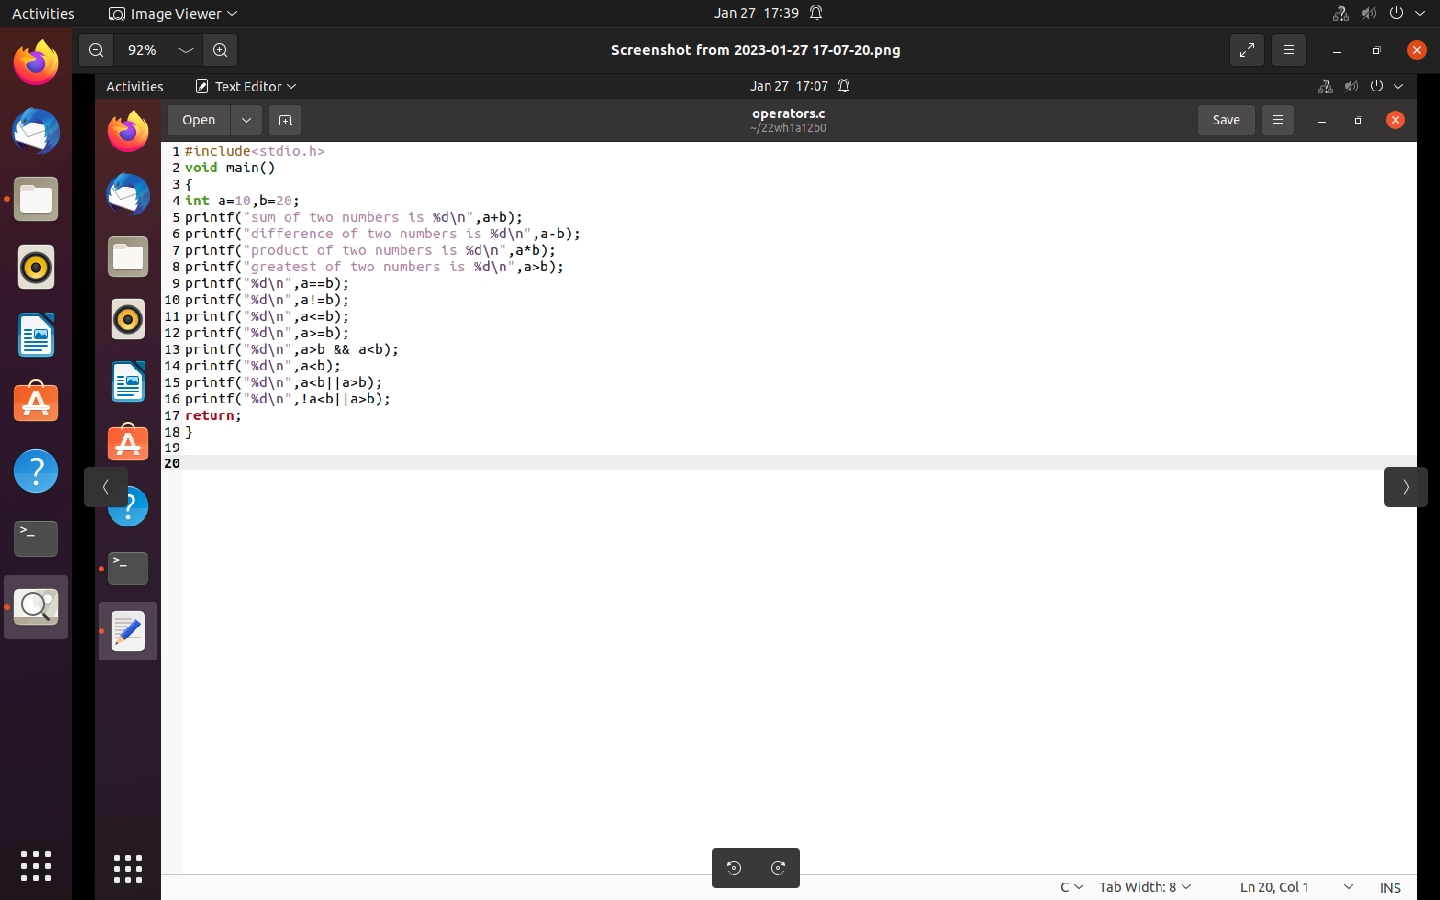 Activities Image Viewer Jan 27 17:39
92% Screenshot from 2023-01-27 17-07-20.png
Activities Text Editor Jan 27 17:07
Open operators.c Save
~/22wh1a12b0
1 #include<stdio.h>
2 void main()
3 {
4 int a=10,b=20;
5 printf("sum of two numbers is %d\n",a+b);
6 printf("difference of two numbers is %d\n",a-b);
7 printf("product of two numbers is %d\n",a*b);
8 printf("greatest of two numbers is %d\n",a>b);
9 printf("%d\n",a==b);
10 printf("%d\n",a!=b);
11 printf("%d\n",a<=b);
12 printf("%d\n",a>=b);
13 printf("%d\n",a>b && a<b);
14 printf("%d\n",a<b);
15 printf("%d\n",a<b||a>b);
16 printf("%d\n",!a<b||a>b);
17 return;
18 }
19
20
C Tab Width: 8 Ln 20, Col 1 INS